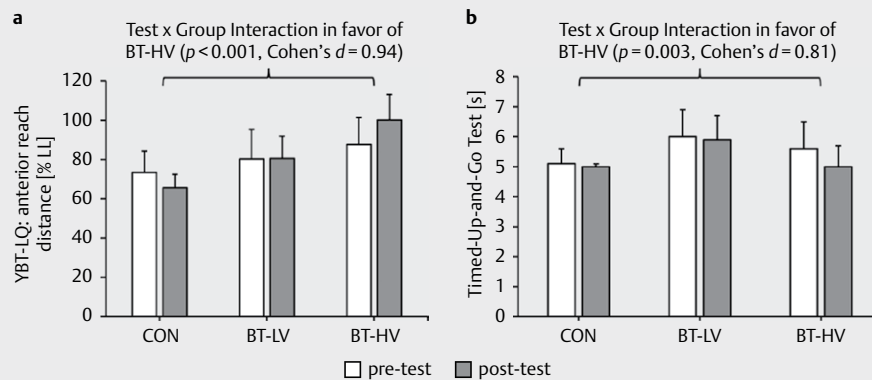 a
Test x Group Interaction in favor of
BT-HV (p < 0.001, Cohen's d = 0.94)
YBT-LQ: anterior reach
distance [% LL]
120
100
80
60
40
20
0
CON
BT-LV
BT-HV
b
Test x Group Interaction in favor of
BT-HV (p = 0.003, Cohen's d = 0.81)
Timed-Up-and-Go Test [s]
8
7
6
5
4
3
2
1
0
CON
BT-LV
BT-HV
pre-test
post-test